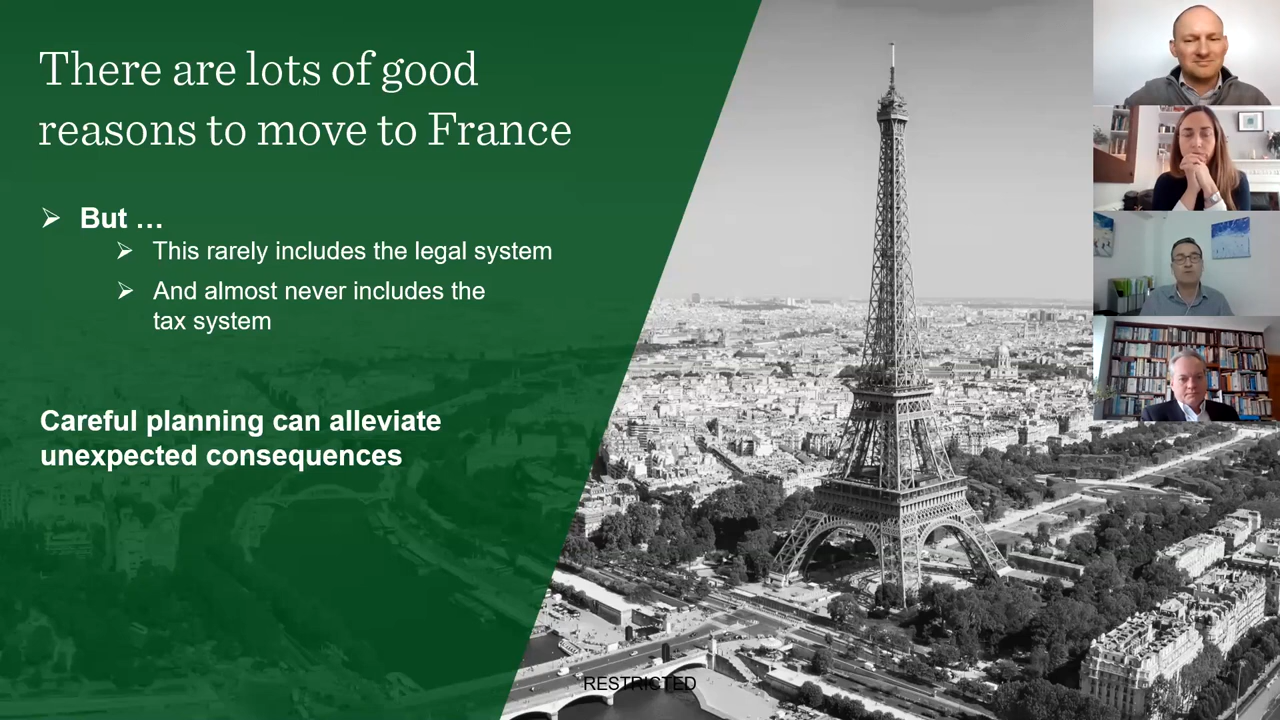 There are lots of good
reasons to move to France
➢ But …
➢ This rarely includes the legal system
➢ And almost never includes the
tax system
Careful planning can alleviate
unexpected consequences
RESTRICTED